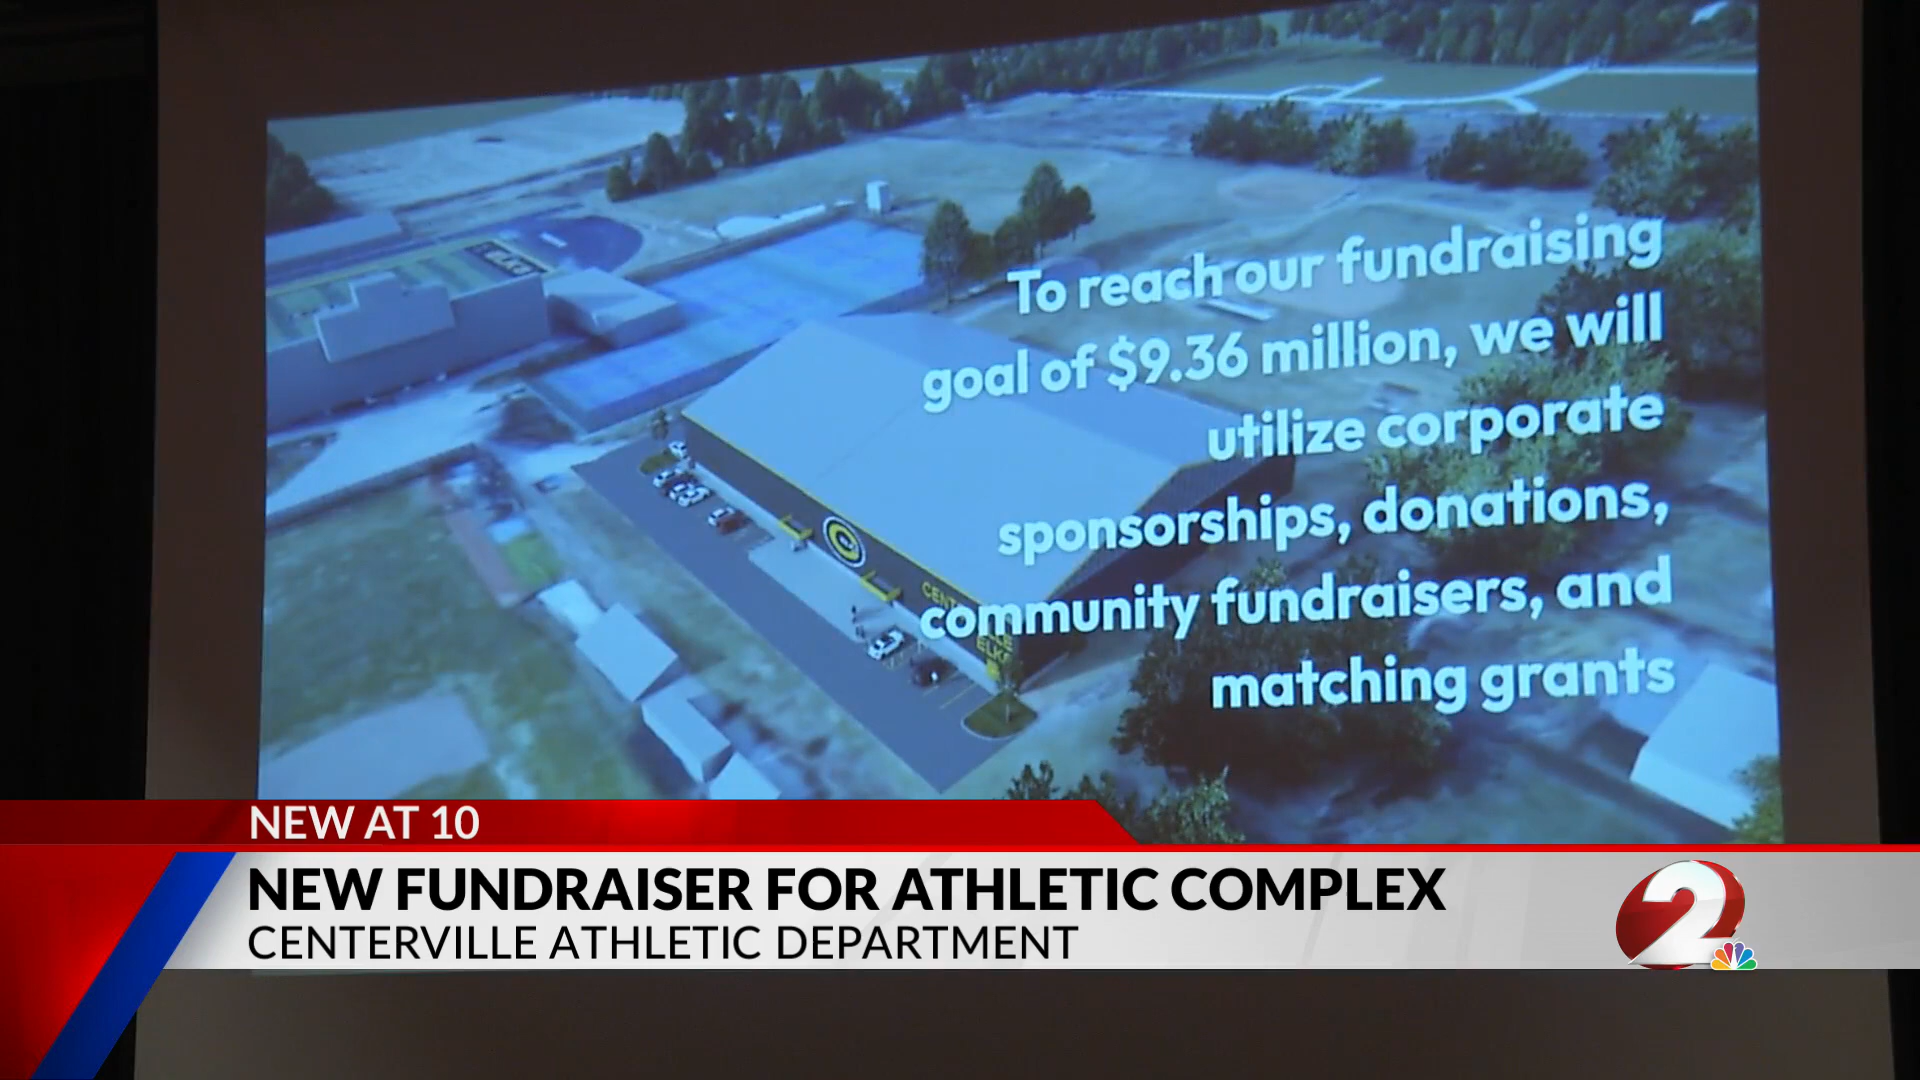 To reach our fundraising
goal of $9.36 million, we will
utilize corporate
sponsorships, donations,
community fundraisers, and
matching grants
ELKS
NEW AT 10
NEW FUNDRAISER FOR ATHLETIC COMPLEX
CENTERVILLE ATHLETIC DEPARTMENT
2